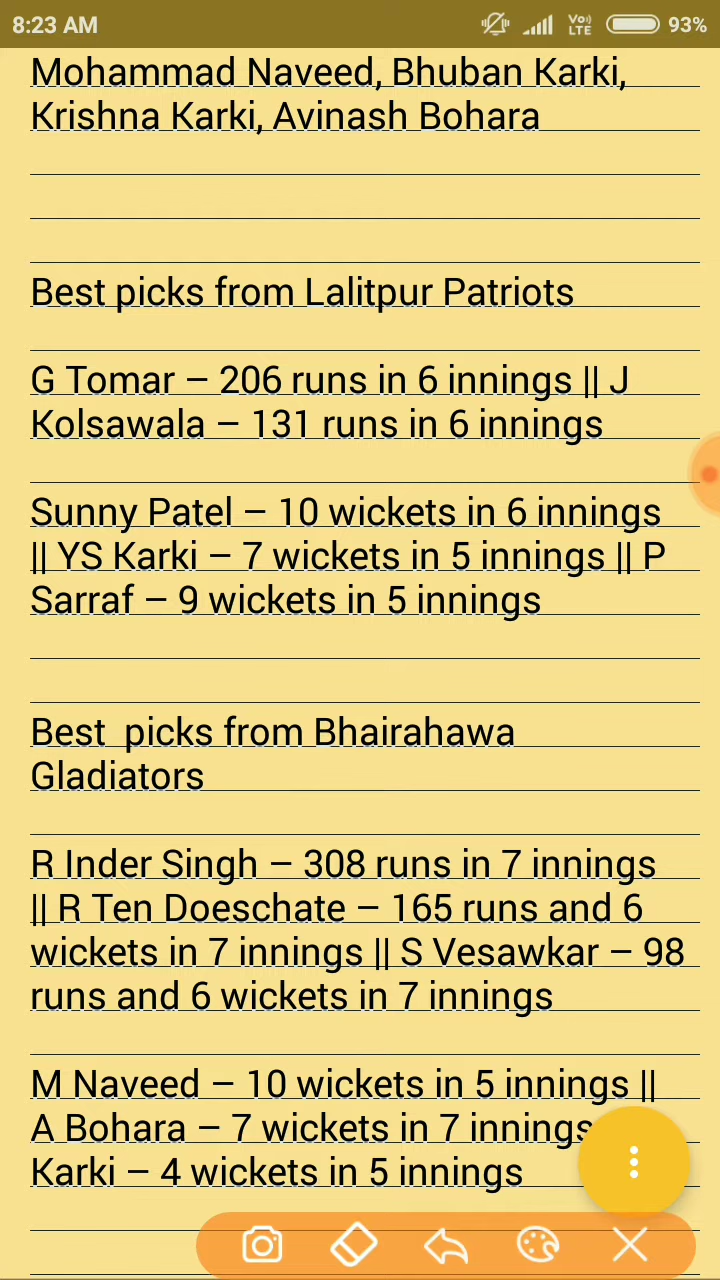 8:23 AM VoLTE 93%
Mohammad Naveed, Bhuban Karki,
Krishna Karki, Avinash Bohara
Best picks from Lalitpur Patriots
G Tomar – 206 runs in 6 innings || J
Kolsawala – 131 runs in 6 innings
Sunny Patel – 10 wickets in 6 innings
|| YS Karki – 7 wickets in 5 innings || P
Sarraf – 9 wickets in 5 innings
Best  picks from Bhairahawa
Gladiators
R Inder Singh – 308 runs in 7 innings
|| R Ten Doeschate – 165 runs and 6
wickets in 7 innings || S Vesawkar – 98
runs and 6 wickets in 7 innings
M Naveed – 10 wickets in 5 innings ||
A Bohara – 7 wickets in 7 innings
Karki – 4 wickets in 5 innings